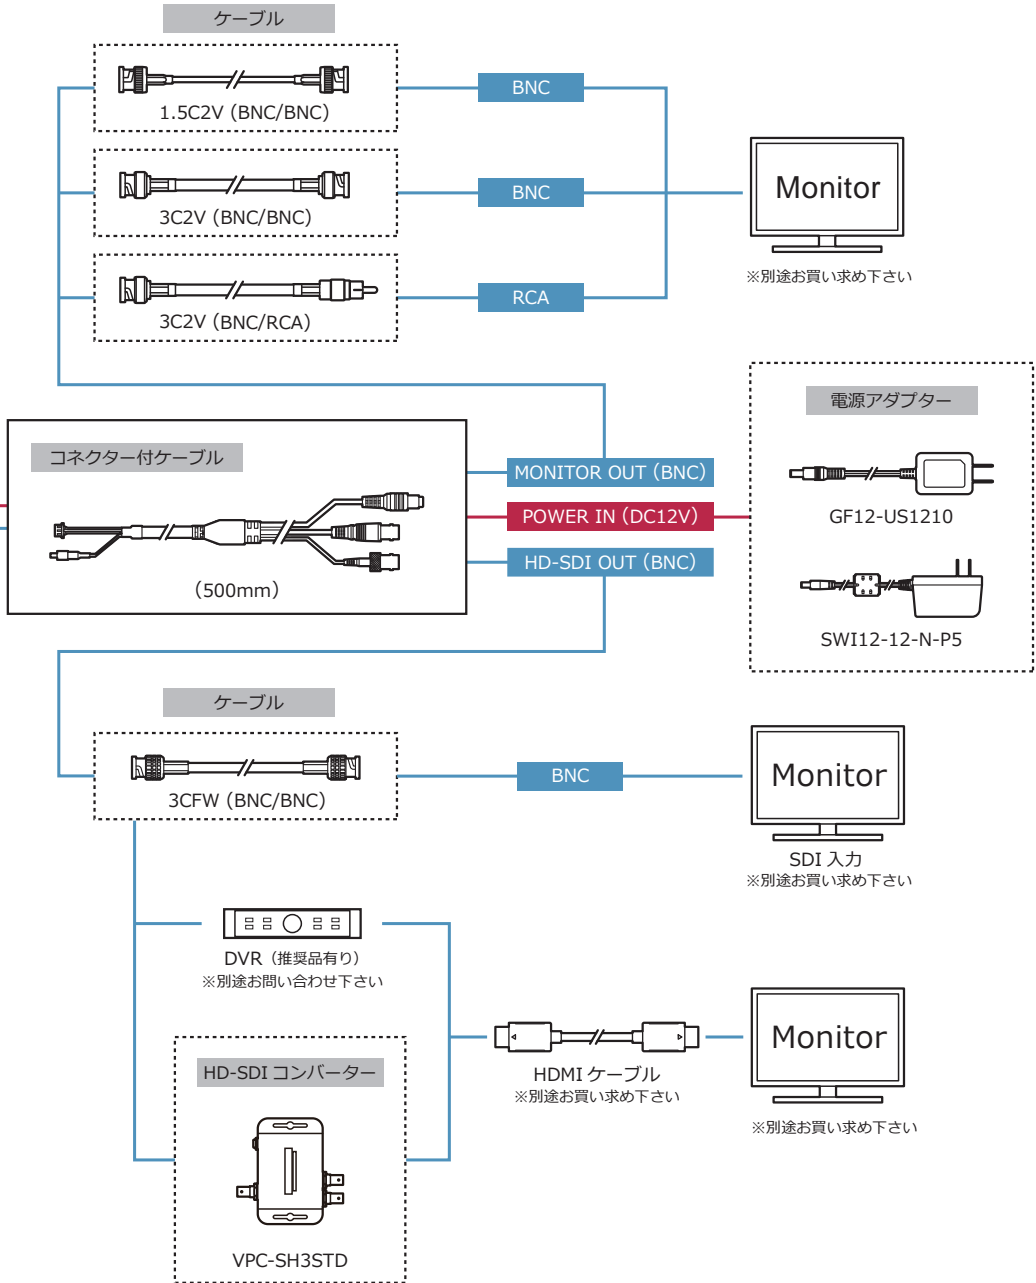 ケーブル
1.5C2V（BNC/BNC）
BNC
3C2V（BNC/BNC）
BNC
3C2V（BNC/RCA）
RCA
Monitor
※別途お買い求め下さい
コネクター付ケーブル
（500mm）
MONITOR OUT（BNC）
POWER IN（DC12V）
HD-SDI OUT（BNC）
電源アダプター
GF12-US1210
SWI12-12-N-P5
ケーブル
3CFW（BNC/BNC）
BNC
Monitor
SDI 入力
※別途お買い求め下さい
DVR（推奨品有り）
※別途お問い合わせ下さい
HD-SDI コンバーター
VPC-SH3STD
HDMI ケーブル
※別途お買い求め下さい
Monitor
※別途お買い求め下さい